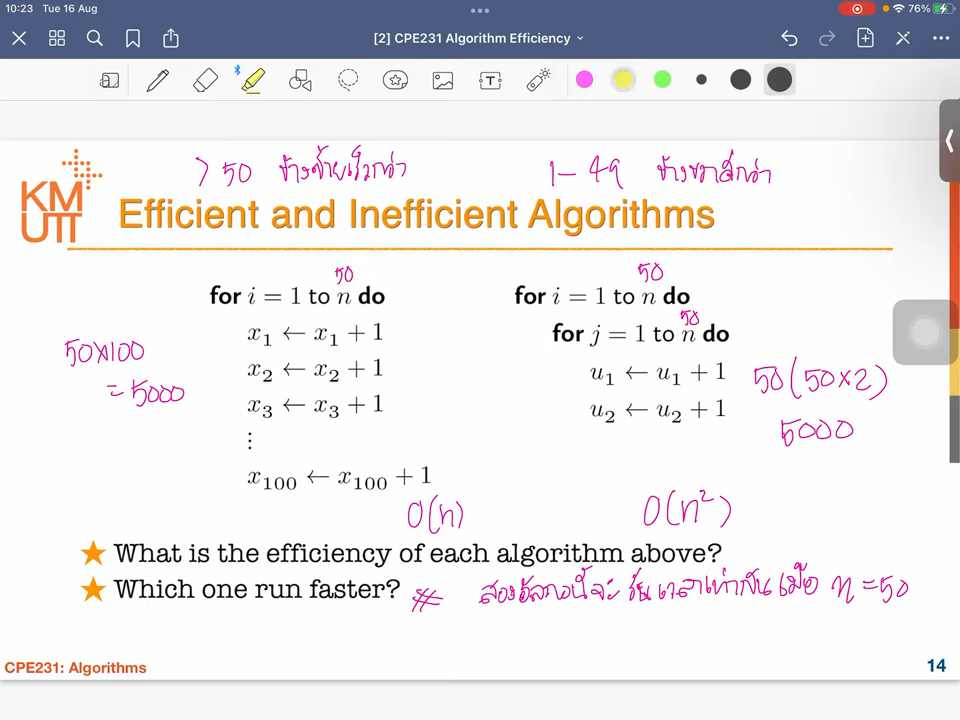 10:23 Tue 16 Aug
76%
[2] CPE231 Algorithm Efficiency
> 50 ข้างซ้ายเร็วกว่า
1 - 49 ข้างขวาดีกว่า
KMUTT
Efficient and Inefficient Algorithms
50
for i = 1 to n do
x₁ ← x₁ + 1
x₂ ← x₂ + 1
x₃ ← x₃ + 1
⋮
x₁₀₀ ← x₁₀₀ + 1
50×100
= 5000
O(n)
50
for i = 1 to n do
50
for j = 1 to n do
u₁ ← u₁ + 1
u₂ ← u₂ + 1
50(50×2)
5000
O(n²)
★ What is the efficiency of each algorithm above?
★ Which one run faster?
* สองอัลกอนี้จะ รันเวลาเท่ากันเมื่อ n = 50
CPE231: Algorithms
14